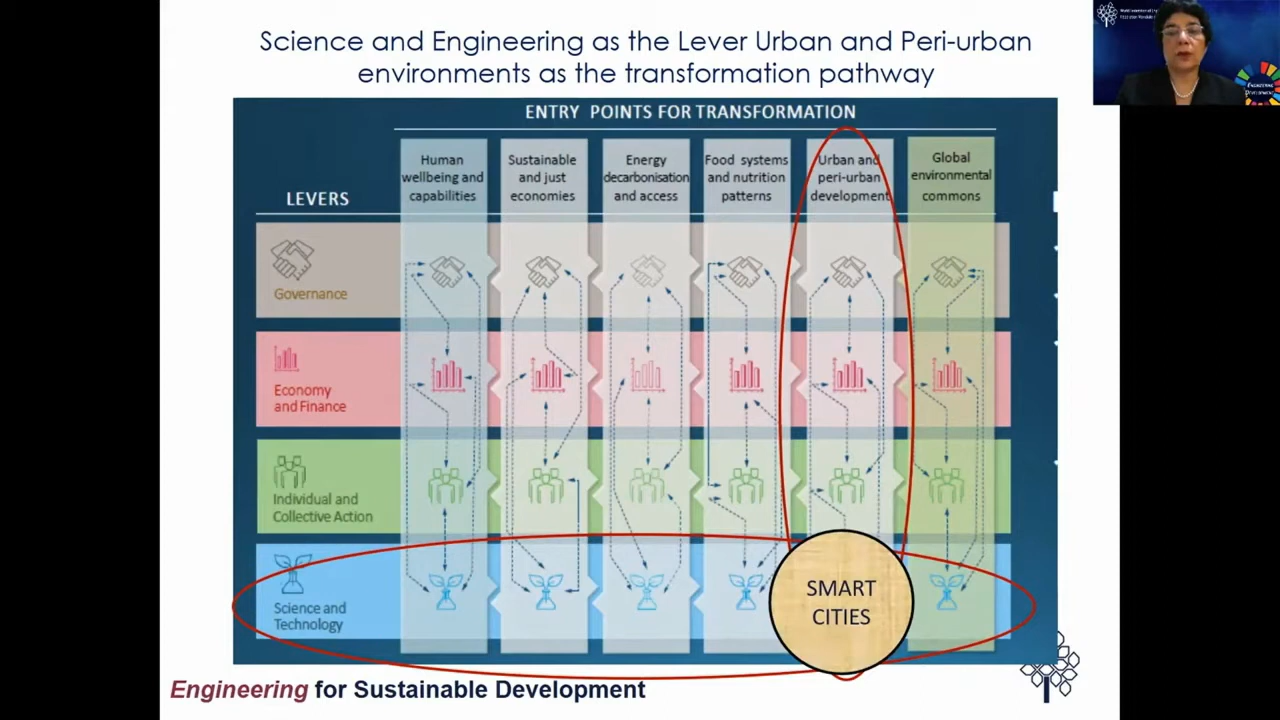 Science and Engineering as the Lever Urban and Peri-urban
environments as the transformation pathway
ENTRY POINTS FOR TRANSFORMATION
LEVERS
Human
wellbeing and
capabilities
Sustainable
and just
economies
Energy
decarbonisation
and access
Food systems
and nutrition
patterns
Urban and
peri-urban
development
Global
environmental
commons
Governance
Economy
and Finance
Individual and
Collective Action
Science and
Technology
SMART
CITIES
Engineering for Sustainable Development